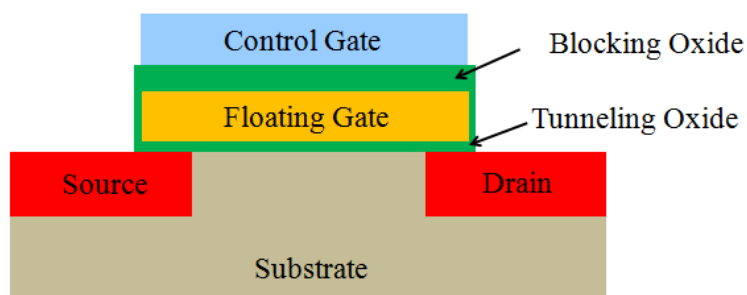 Control Gate
Blocking Oxide
Floating Gate
Tunneling Oxide
Source
Drain
Substrate